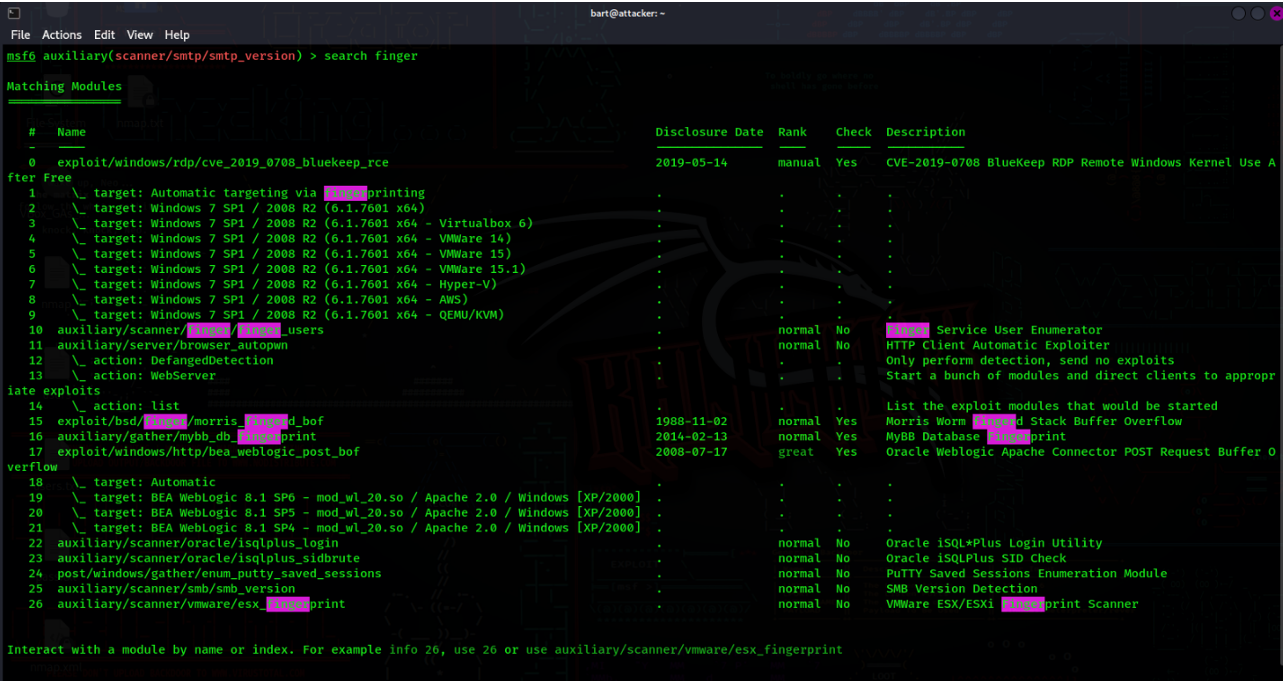 bart@attacker: ~
File Actions Edit View Help
msf6 auxiliary(scanner/smtp/smtp_version) > search finger
Matching Modules
================
# Name Disclosure Date Rank Check Description
- ---- --------------- ---- ----- -----------
0 exploit/windows/rdp/cve_2019_0708_bluekeep_rce 2019-05-14 manual Yes CVE-2019-0708 BlueKeep RDP Remote Windows Kernel Use A
fter Free
1 \_ target: Automatic targeting via fingerprinting . . . .
2 \_ target: Windows 7 SP1 / 2008 R2 (6.1.7601 x64) . . . .
3 \_ target: Windows 7 SP1 / 2008 R2 (6.1.7601 x64 - Virtualbox 6) . . . .
4 \_ target: Windows 7 SP1 / 2008 R2 (6.1.7601 x64 - VMWare 14) . . . .
5 \_ target: Windows 7 SP1 / 2008 R2 (6.1.7601 x64 - VMWare 15) . . . .
6 \_ target: Windows 7 SP1 / 2008 R2 (6.1.7601 x64 - VMWare 15.1) . . . .
7 \_ target: Windows 7 SP1 / 2008 R2 (6.1.7601 x64 - Hyper-V) . . . .
8 \_ target: Windows 7 SP1 / 2008 R2 (6.1.7601 x64 - AWS) . . . .
9 \_ target: Windows 7 SP1 / 2008 R2 (6.1.7601 x64 - QEMU/KVM) . . . .
10 auxiliary/scanner/finger/finger_users . normal No Finger Service User Enumerator
11 auxiliary/server/browser_autopwn . normal No HTTP Client Automatic Exploiter
12 \_ action: DefangedDetection . . . Only perform detection, send no exploits
13 \_ action: WebServer . . . Start a bunch of modules and direct clients to appropr
iate exploits
14 \_ action: list . . . List the exploit modules that would be started
15 exploit/bsd/finger/morris_fingerd_bof 1988-11-02 normal Yes Morris Worm fingerd Stack Buffer Overflow
16 auxiliary/gather/mybb_db_fingerprint 2014-02-13 normal Yes MyBB Database Fingerprint
17 exploit/windows/http/bea_weblogic_post_bof 2008-07-17 great Yes Oracle Weblogic Apache Connector POST Request Buffer O
verflow
18 \_ target: Automatic . . . .
19 \_ target: BEA WebLogic 8.1 SP6 - mod_wl_20.so / Apache 2.0 / Windows [XP/2000] . . . .
20 \_ target: BEA WebLogic 8.1 SP5 - mod_wl_20.so / Apache 2.0 / Windows [XP/2000] . . . .
21 \_ target: BEA WebLogic 8.1 SP4 - mod_wl_20.so / Apache 2.0 / Windows [XP/2000] . . . .
22 auxiliary/scanner/oracle/isqlplus_login . normal No Oracle iSQL*Plus Login Utility
23 auxiliary/scanner/oracle/isqlplus_sidbrute . normal No Oracle iSQLPlus SID Check
24 post/windows/gather/enum_putty_saved_sessions . normal No PuTTY Saved Sessions Enumeration Module
25 auxiliary/scanner/smb/smb_version . normal No SMB Version Detection
26 auxiliary/scanner/vmware/esx_fingerprint . normal No VMWare ESX/ESXi Fingerprint Scanner
Interact with a module by name or index. For example info 26, use 26 or use auxiliary/scanner/vmware/esx_fingerprint